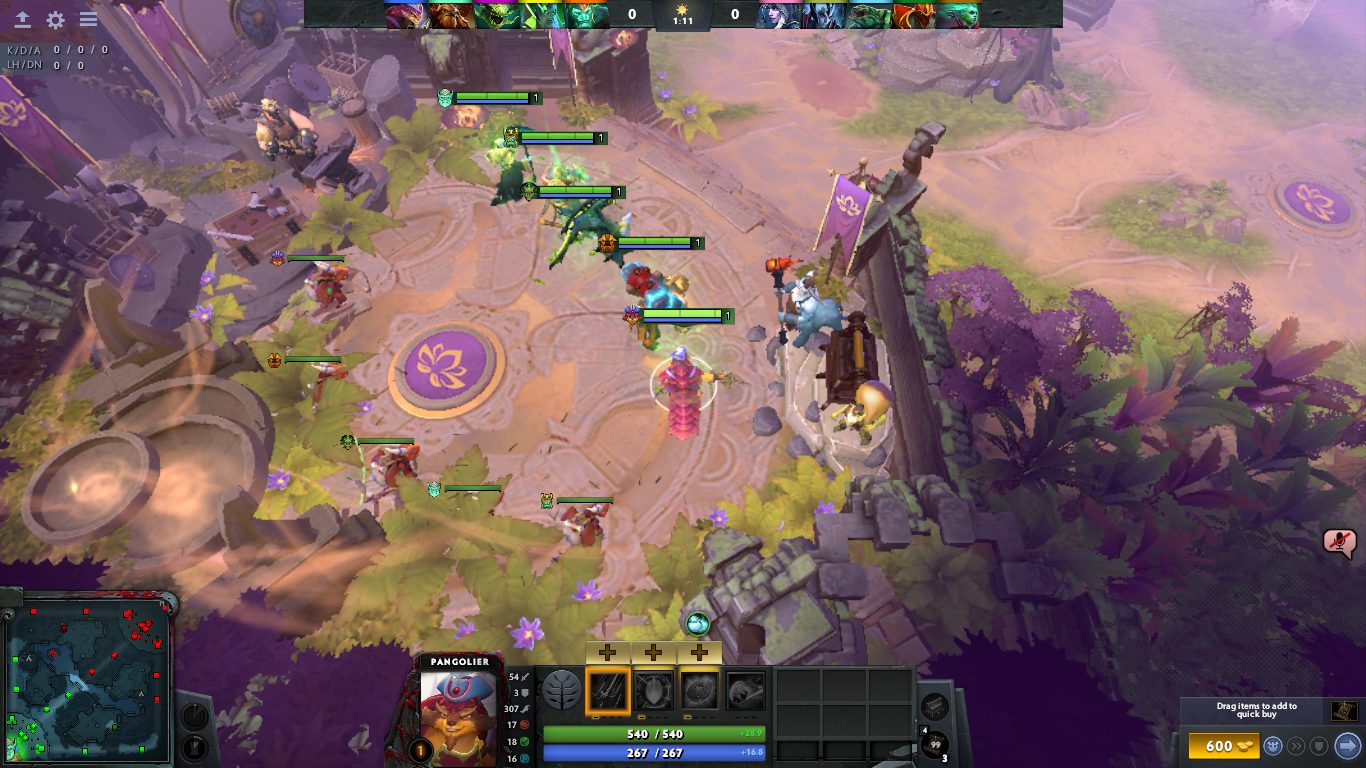 0 1:11 0
K/D/A 0 / 0 / 0
LH/DN 0 / 0
1
1
1
1
1
PANGOLIER
54
3
307
17
18
16
1
540 / 540 +28.9
267 / 267 +16.8
4
99
3
Drag items to add to
quick buy
600